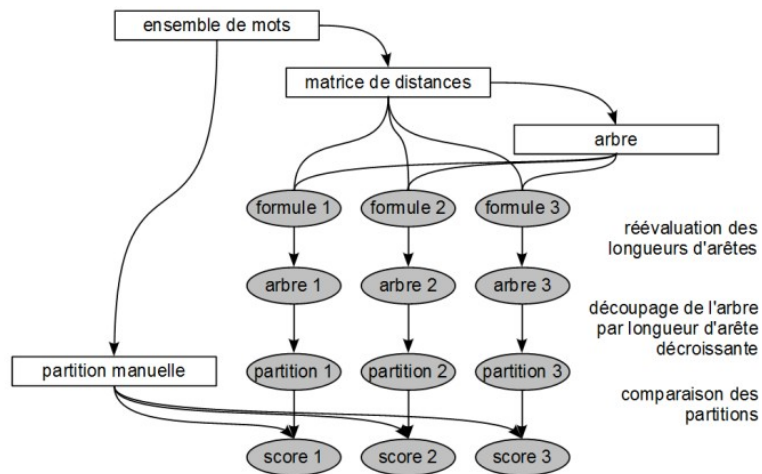 ensemble de mots
matrice de distances
arbre
formule 1
formule 2
formule 3
réévaluation des
longueurs d'arêtes
arbre 1
arbre 2
arbre 3
découpage de l'arbre
par longueur d'arête
décroissante
partition manuelle
partition 1
partition 2
partition 3
comparaison des
partitions
score 1
score 2
score 3